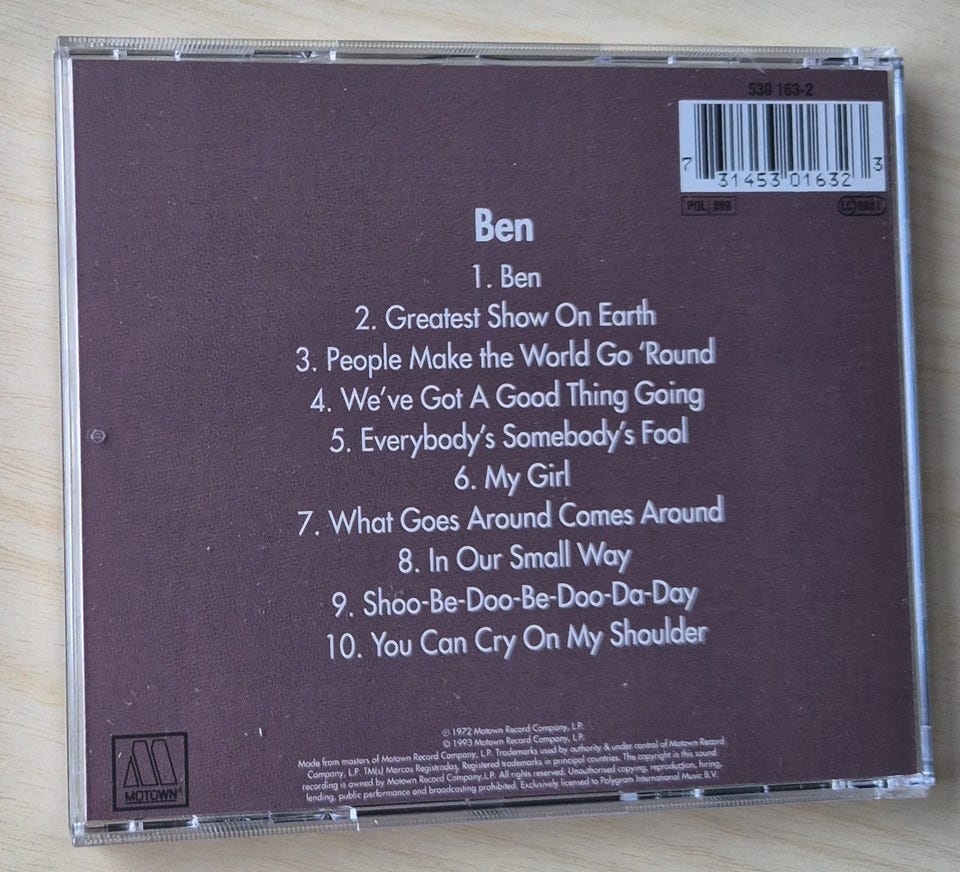 530 163-2
7 31453 01632 3
POL 899
LC 0881
Ben
1. Ben
2. Greatest Show On Earth
3. People Make the World Go ‘Round
4. We’ve Got A Good Thing Going
5. Everybody’s Somebody’s Fool
6. My Girl
7. What Goes Around Comes Around
8. In Our Small Way
9. Shoo-Be-Doo-Be-Doo-Da-Day
10. You Can Cry On My Shoulder
℗ 1972 Motown Record Company, L.P.
© 1993 Motown Record Company, L.P.
Made from masters of Motown Record Company, L.P. Trademarks used by authority & under control of Motown Record
Company, L.P. TM(s) Marcas Registradas, Registered trademarks in principal countries. The copyright in this sound
recording is owned by Motown Record Company,L.P. All rights reserved. Unauthorised copying, reproduction, hiring,
lending, public performance and broadcasting prohibited. Exclusively licensed to Polygram International Music B.V.
M
MOTOWN®